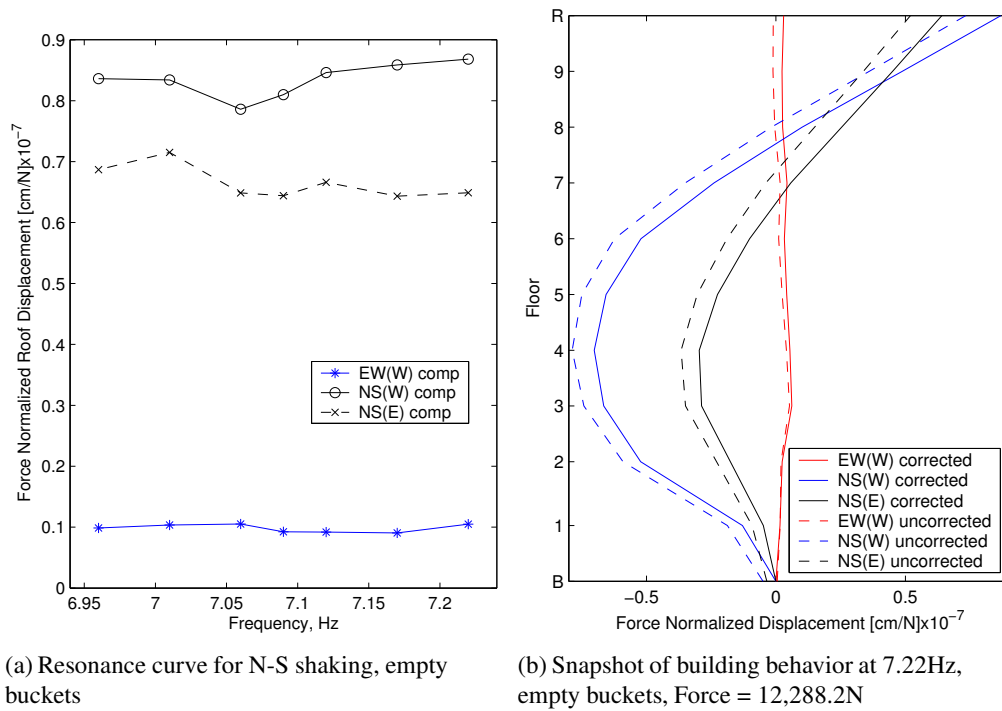 0.9
0.8
0.7
0.6
0.5
0.4
0.3
0.2
0.1
0
Force Normalized Roof Displacement [cm/N]x10⁻⁷
EW(W) comp
NS(W) comp
NS(E) comp
6.95 7 7.05 7.1 7.15 7.2
Frequency, Hz
(a) Resonance curve for N-S shaking, empty
buckets
R
9
8
7
6
5
4
3
2
1
B
Floor
EW(W) corrected
NS(W) corrected
NS(E) corrected
EW(W) uncorrected
NS(W) uncorrected
NS(E) uncorrected
−0.5 0 0.5
Force Normalized Displacement [cm/N]x10⁻⁷
(b) Snapshot of building behavior at 7.22Hz,
empty buckets, Force = 12,288.2N